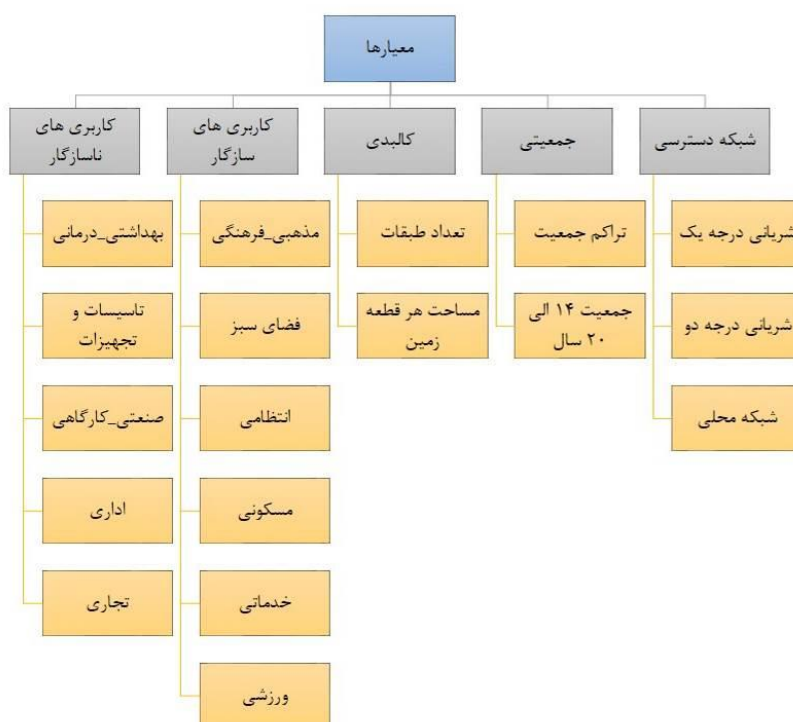 معیارها
شبکه دسترسی
شریانی درجه یک
شریانی درجه دو
شبکه محلی
جمعیتی
تراکم جمعیت
جمعیت ۱۴ الی
۲۰ سال
کالبدی
تعداد طبقات
مساحت هر قطعه
زمین
کاربری های
سازگار
مذهبی_فرهنگی
فضای سبز
انتظامی
مسکونی
خدماتی
ورزشی
کاربری های
ناسازگار
بهداشتی_درمانی
تاسیسات و
تجهیزات
صنعتی_کارگاهی
اداری
تجاری